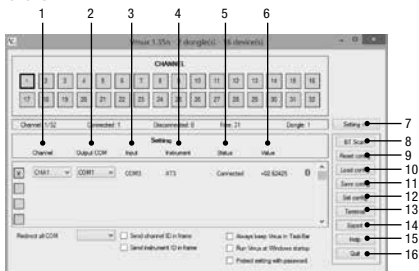 1 2 3 4 5 6
Vmux 1.35n - 2 dongle(s) - 16 device(s)
CHANNEL
1 2 3 4 5 6 7 8 9 10 11 12 13 14 15 16
17 18 19 20 21 22 23 24 25 26 27 28 29 30 31 32
Channel: 1/32 Connected: 1 Disconnected: 0 Free: 31 Dongle: 1
Setting 7
Setting
BT Scan 8
Channel Output COM Input Instrument Status Value
Reset config 9
Load config 10
CHA1 COM1 COM3 XT3 Connected +02.62425
Save config 11
Set config 12
Terminal 13
Redirect all COM Send channel ID in frame Always keep Vmux in Task-Bar
Export 14
Send instrument ID in frame Run Vmux at Windows startup
Help 15
Protect setting with password
Quit 16